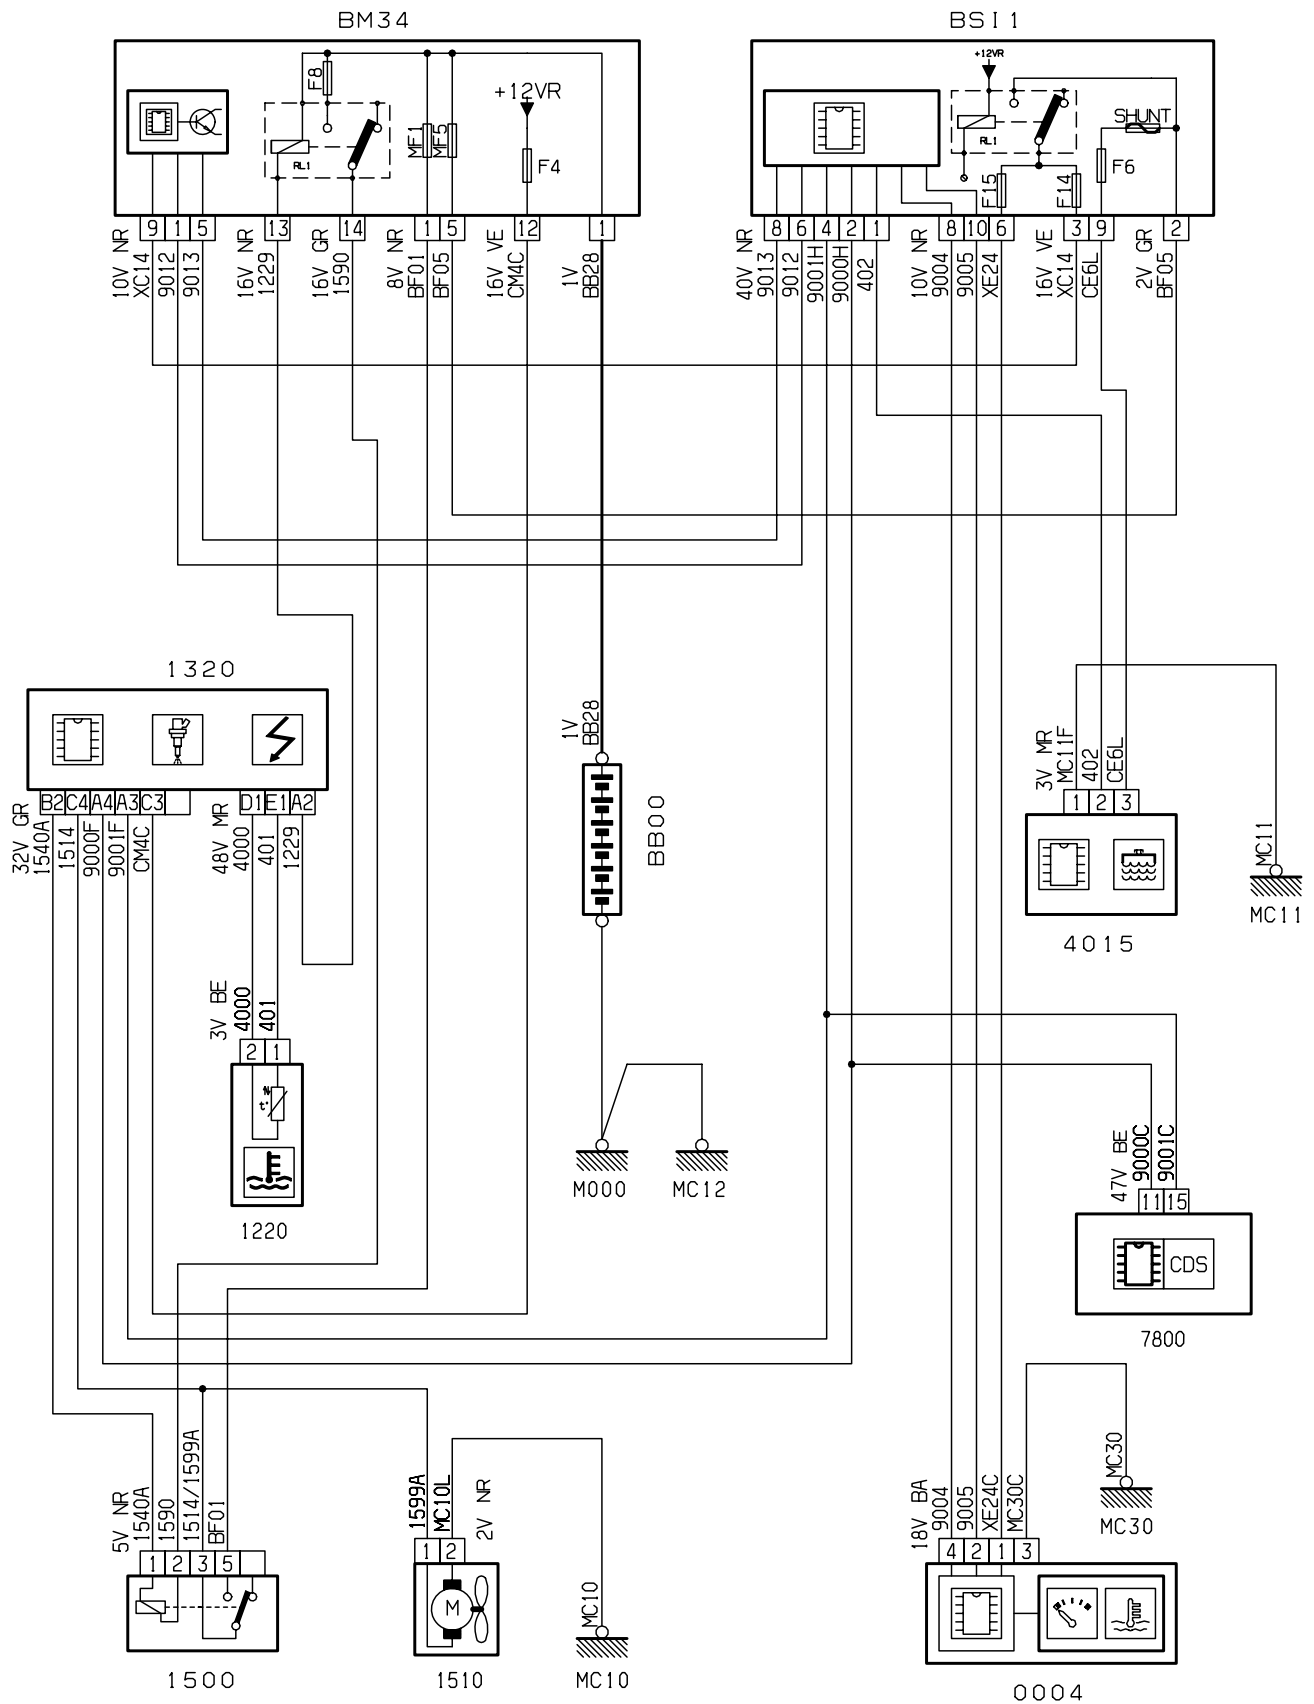 BM34
BSI1
F8
RL1
MF1
MF5
+12VR
F4
+12VR
RL1
F15
F14
F6
SHUNT
9 1 5 13 14 1 5 12 1
8 6 4 2 1 8 10 6 3 9 2
10V NR
XC14
9012
9013
16V NR
1229
16V GR
1590
8V NR
BF01
BF05
16V VE
CM4C
1V
BB28
40V NR
9013
9012
9001H
9000H
402
10V NR
9004
9005
XE24
16V VE
XC14
CE6L
2V GR
BF05
1320
B2 C4 A4 A3 C3 D1 E1 A2
32V GR
1540A
1514
9000F
9001F
CM4C
48V MR
4000
401
1229
1V
BB28
BB00
3V MR
MC11F
402
CE6L
1 2 3
4015
MC11
MC11
3V BE
4000
401
2 1
t°
1220
M000
MC12
47V BE
9000C
9001C
11 15
CDS
7800
5V NR
1540A
1590
1514/1599A
BF01
1 2 3 5
1500
1599A
MC10L
2V NR
1 2
M
1510
MC10
MC10
18V BA
9004
9005
XE24C
MC30C
4 2 1 3
0004
MC30
MC30